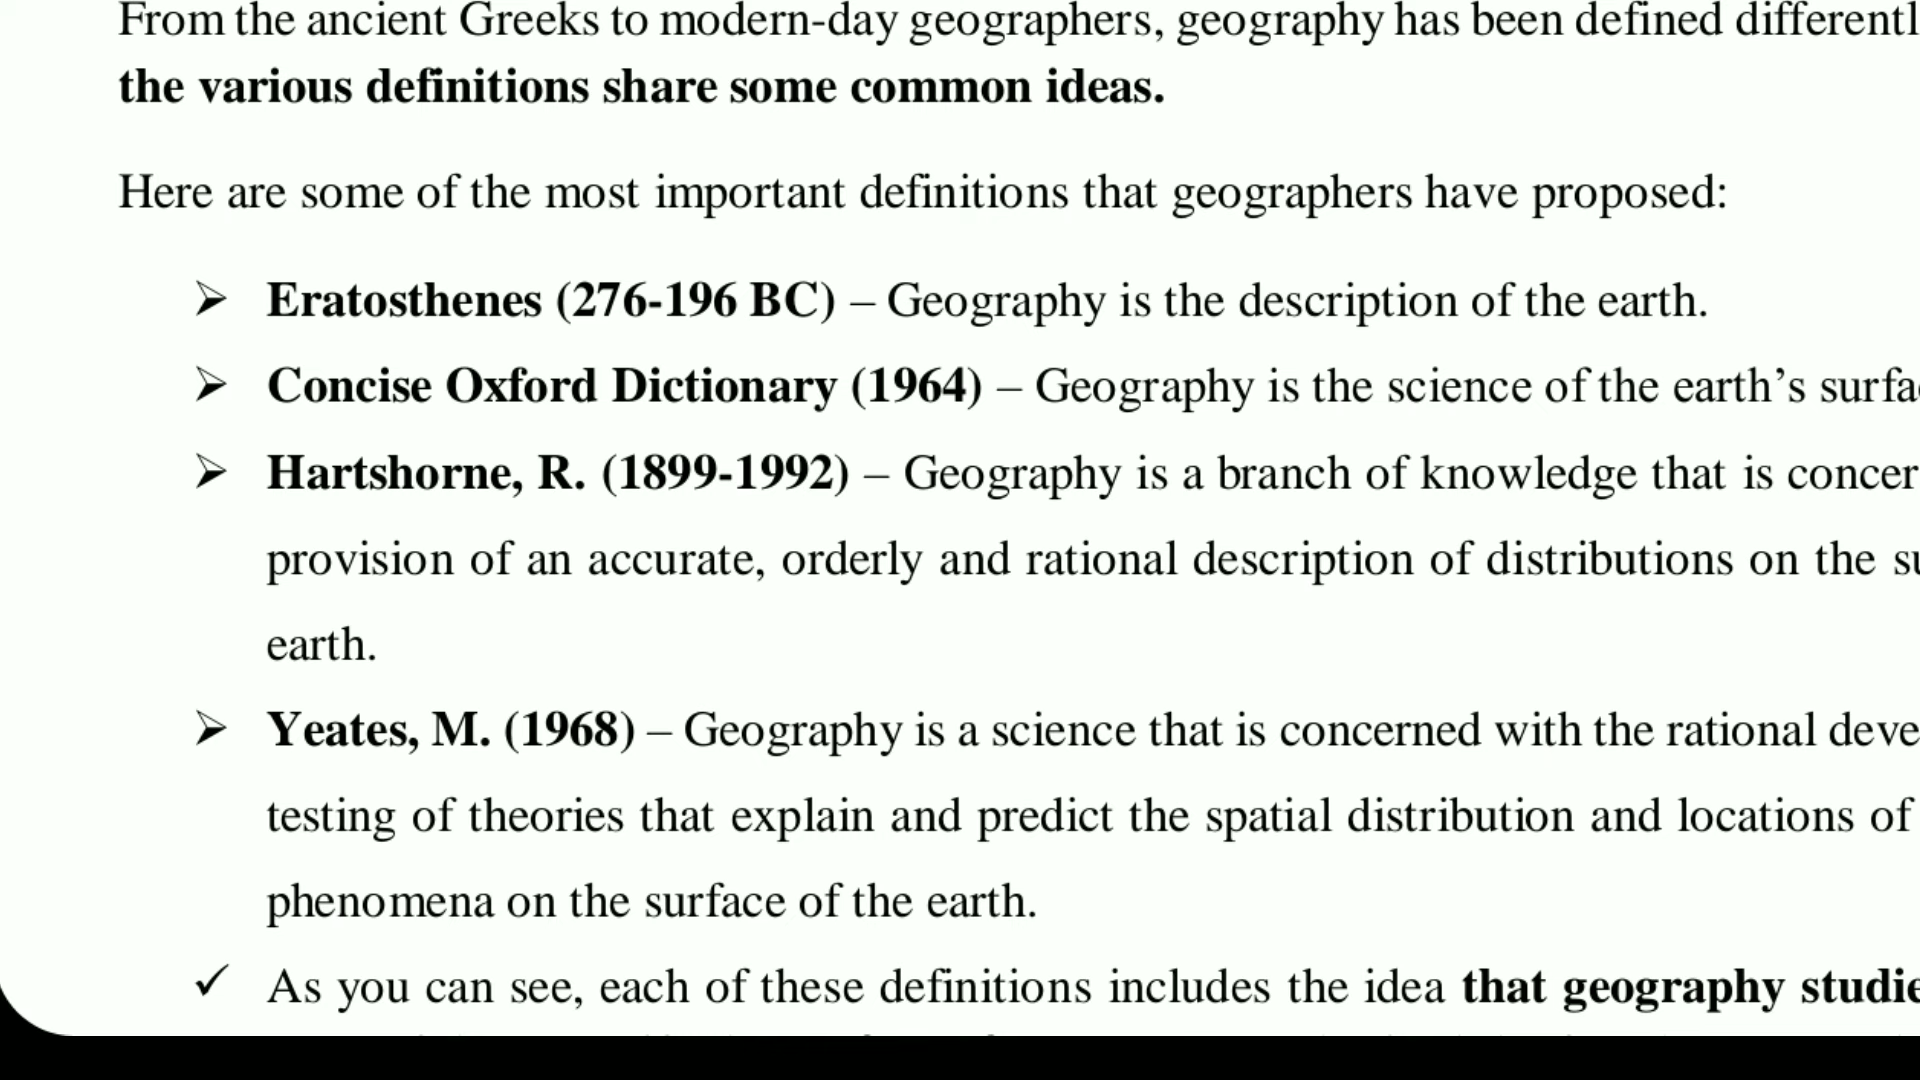 From the ancient Greeks to modern-day geographers, geography has been defined
the various definitions share some common ideas.
Here are some of the most important definitions that geographers have proposed:
➢ Eratosthenes (276-196 BC) – Geography is the description of the earth.
➢ Concise Oxford Dictionary (1964) – Geography is the science of the earth’s
➢ Hartshorne, R. (1899-1992) – Geography is a branch of knowledge that is
provision of an accurate, orderly and rational description of distributions on the
earth.
➢ Yeates, M. (1968) – Geography is a science that is concerned with the rational
testing of theories that explain and predict the spatial distribution and locations of
phenomena on the surface of the earth.
✓ As you can see, each of these definitions includes the idea that geography